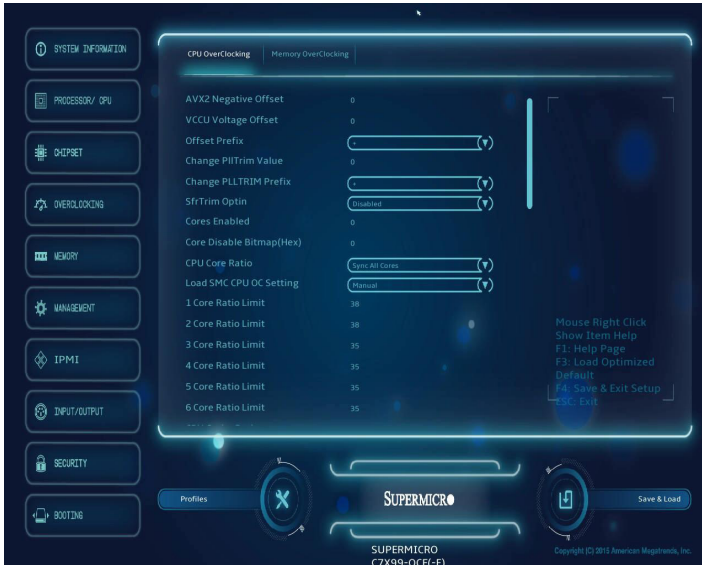 SYSTEM INFORMATION
PROCESSOR/ CPU
CHIPSET
OVERCLOCKING
MEMORY
MANAGEMENT
IPMI
INPUT/OUTPUT
SECURITY
BOOTING
CPU OverClocking
Memory OverClocking
AVX2 Negative Offset 0
VCCU Voltage Offset 0
Offset Prefix +
Change PllTrim Value 0
Change PLLTRIM Prefix +
SfrTrim Optin Disabled
Cores Enabled 0
Core Disable Bitmap(Hex) 0
CPU Core Ratio Sync All Cores
Load SMC CPU OC Setting Manual
1 Core Ratio Limit 38
2 Core Ratio Limit 38
3 Core Ratio Limit 35
4 Core Ratio Limit 35
5 Core Ratio Limit 35
6 Core Ratio Limit 35
Mouse Right Click
Show Item Help
F1: Help Page
F3: Load Optimized
Default
F4: Save & Exit Setup
ESC: Exit
Profiles
SUPERMICRO
Save & Load
SUPERMICRO
C7X99-OCE(-F)
Copyright (C) 2015 American Megatrends, Inc.